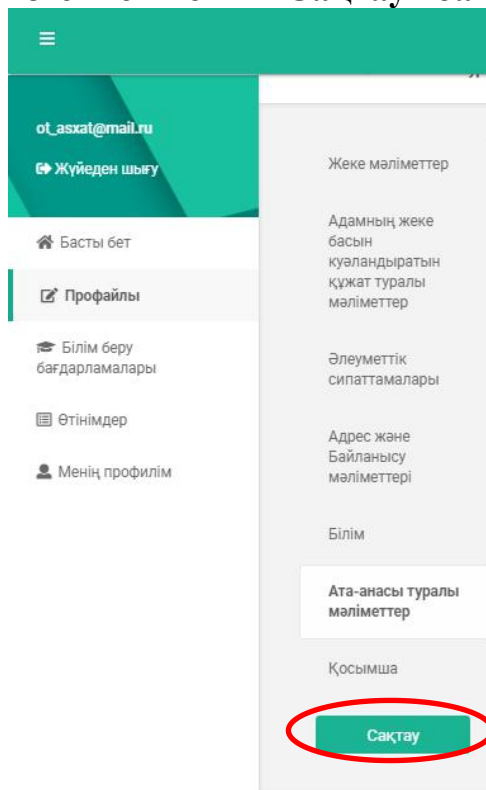 ot_asxat@mail.ru
Жүйеден шығу
Басты бет
Профайлы
Білім беру
бағдарламалары
Өтінімдер
Менің профилім
Жеке мәліметтер
Адамның жеке
басын
куәландыратын
құжат туралы
мәліметтер
Әлеуметтік
сипаттамалары
Адрес және
Байланысу
мәліметтері
Білім
Ата-анасы туралы
мәліметтер
Қосымша
Сақтау